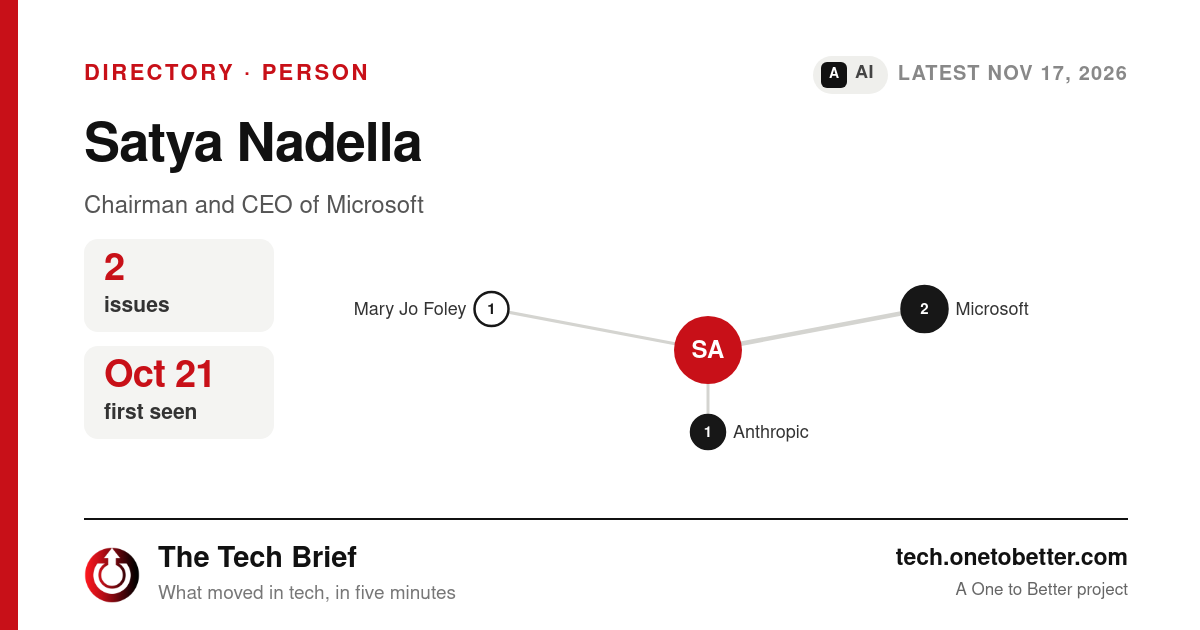 DIRECTORY · PERSON
A AI LATEST NOV 17, 2026
Satya Nadella
Chairman and CEO of Microsoft
2
issues
Oct 21
first seen
Mary Jo Foley 1
SA
2 Microsoft
1 Anthropic
The Tech Brief
What moved in tech, in five minutes
tech.onetobetter.com
A One to Better project